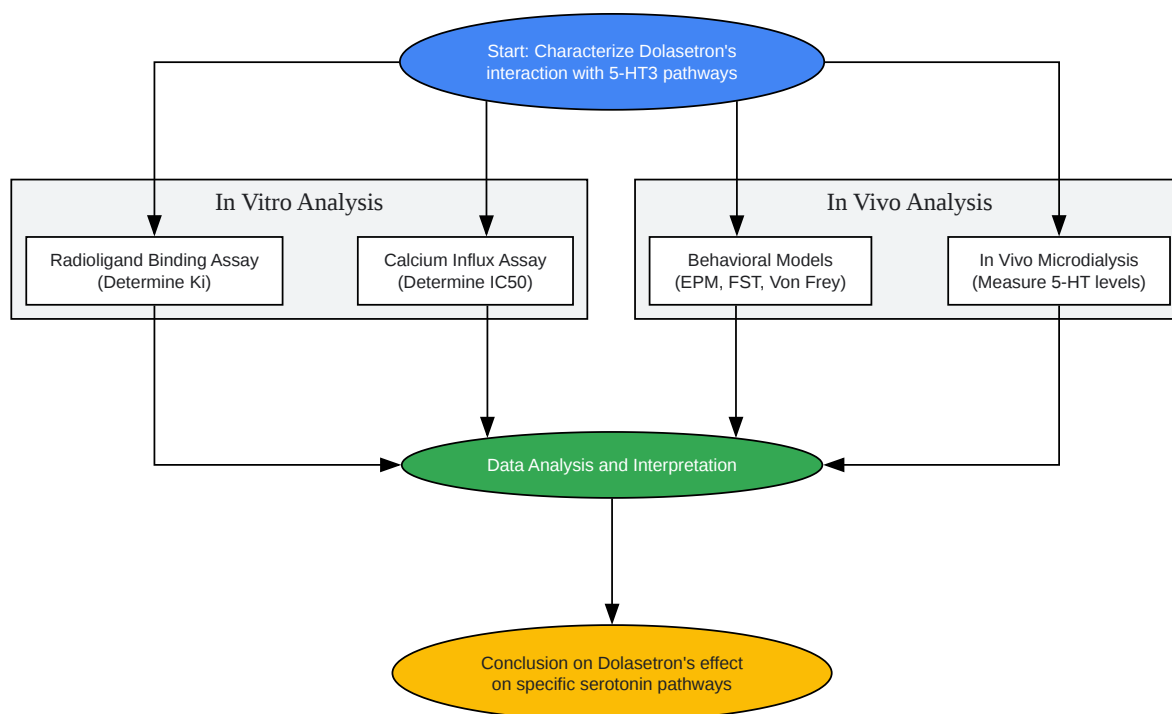 Start: Characterize Dolasetron's
interaction with 5-HT3 pathways
In Vitro Analysis
In Vivo Analysis
Radioligand Binding Assay
(Determine Ki)
Calcium Influx Assay
(Determine IC50)
Behavioral Models
(EPM, FST, Von Frey)
In Vivo Microdialysis
(Measure 5-HT levels)
Data Analysis and Interpretation
Conclusion on Dolasetron's effect
on specific serotonin pathways